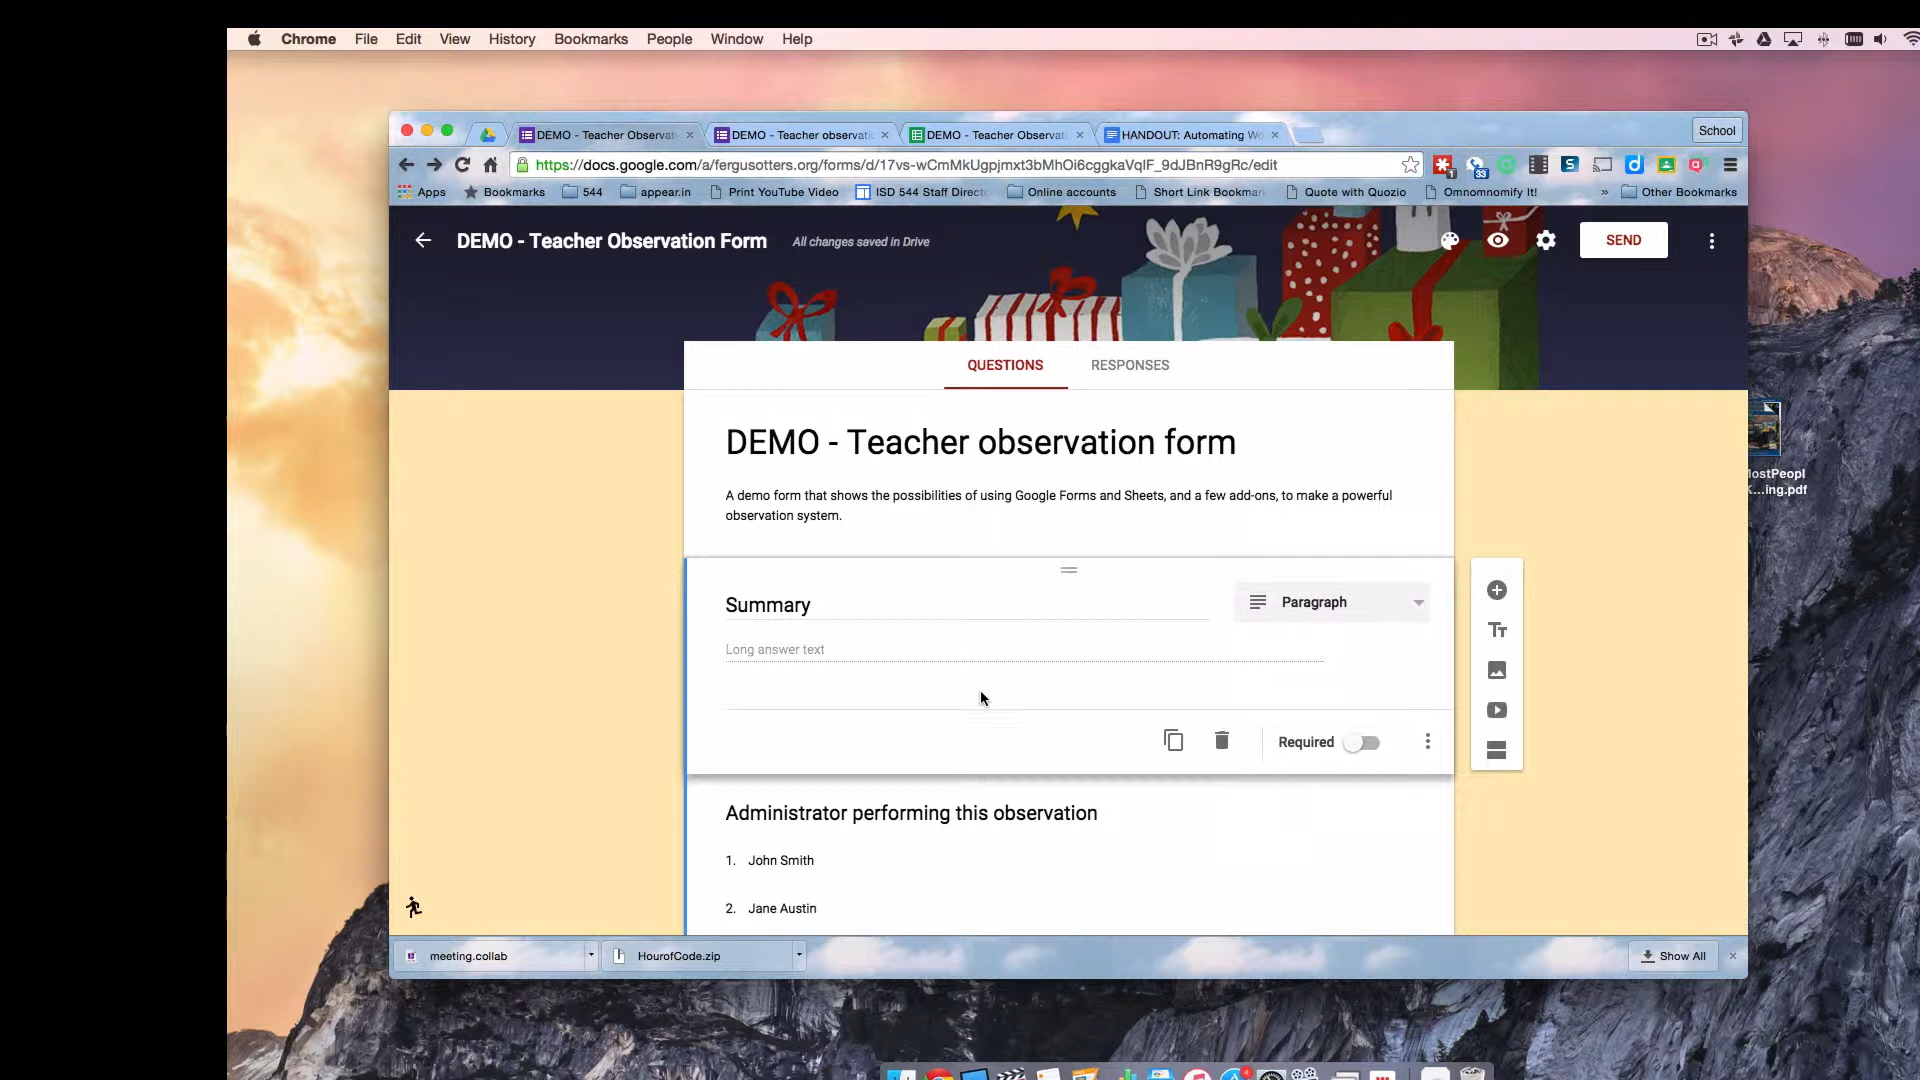 Chrome File Edit View History Bookmarks People Window Help
DEMO - Teacher Observati
DEMO - Teacher observatio
DEMO - Teacher Observati
HANDOUT: Automating Wo
School
https://docs.google.com/a/fergusotters.org/forms/d/17vs-wCmMkUgpjmxt3bMhOi6cggkaVqlF_9dJBnR9gRc/edit
1
33
Apps Bookmarks 544 appear.in Print YouTube Video ISD 544 Staff Directo Online accounts Short Link Bookmar Quote with Quozio Omnomnomify It! » Other Bookmarks
DEMO - Teacher Observation Form All changes saved in Drive SEND
QUESTIONS RESPONSES
DEMO - Teacher observation form
A demo form that shows the possibilities of using Google Forms and Sheets, and a few add-ons, to make a powerful
observation system.
Summary
Paragraph
Long answer text
Required
Administrator performing this observation
1. John Smith
2. Jane Austin
ostPeopl
...ing.pdf
meeting.collab
HourofCode.zip
Show All